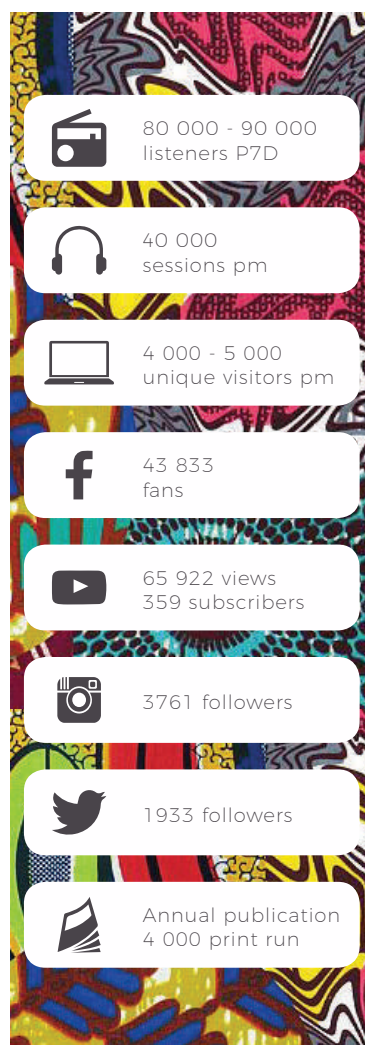 80 000 - 90 000
listeners P7D
40 000
sessions pm
4 000 - 5 000
unique visitors pm
43 833
fans
65 922 views
359 subscribers
3761 followers
1933 followers
Annual publication
4 000 print run